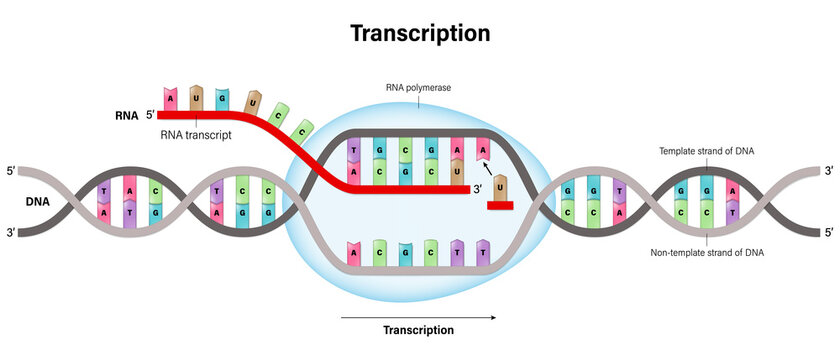 Transcription
RNA polymerase
A U G U C C
RNA 5'
RNA transcript
T G C G A A
A C G C U
3'
U
5'
DNA
3'
T A C
A T G
T C C
A G G
A C G C T T
G G T
C C A
G G T
C C T
Template strand of DNA
Non-template strand of DNA
3'
5'
Transcription